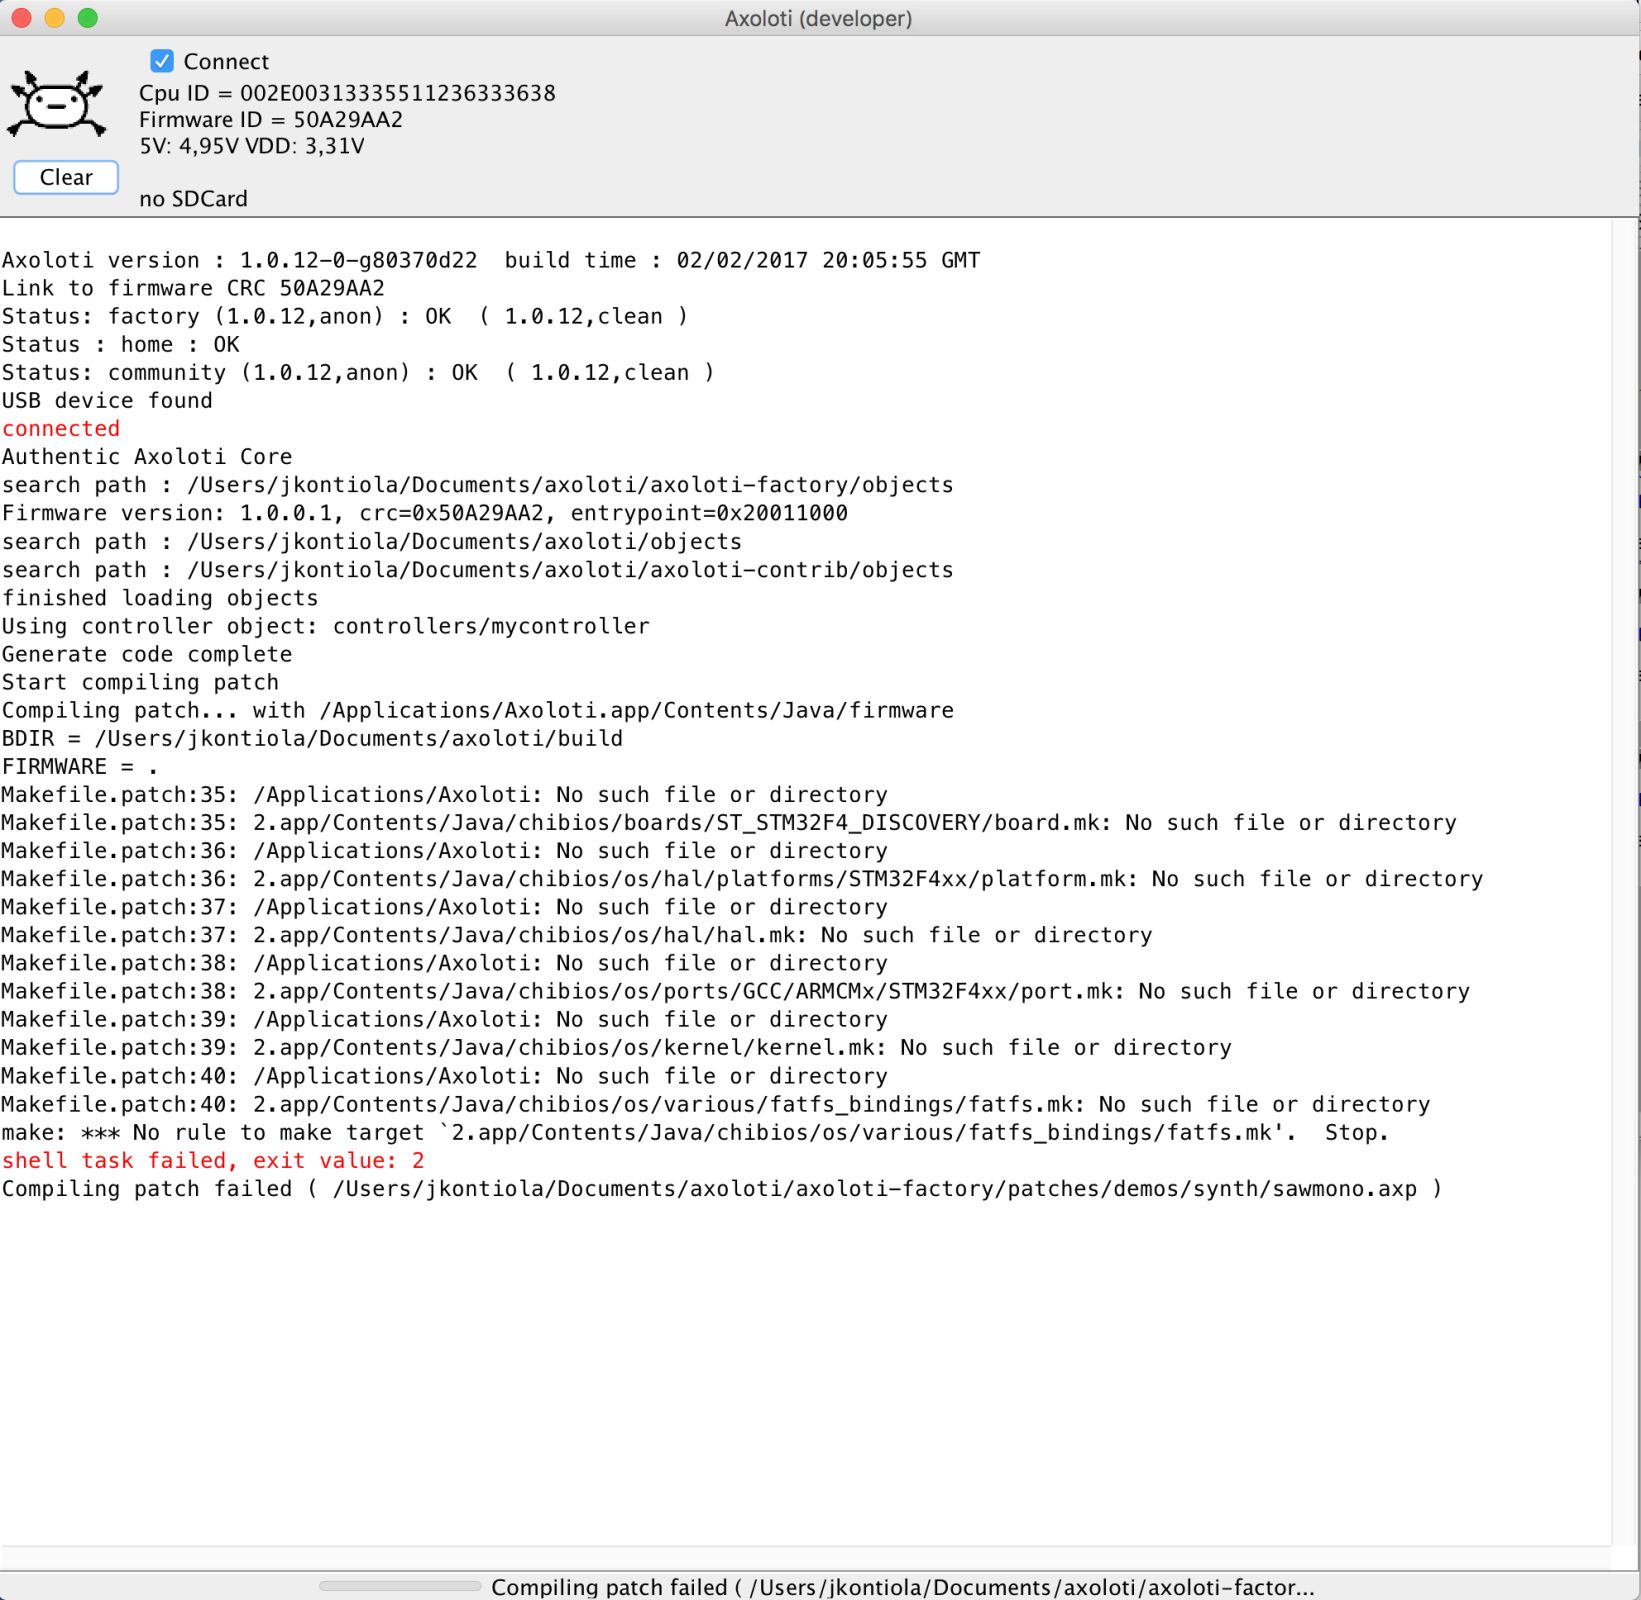 Axoloti (developer)
Connect
Cpu ID = 002E00313335511236333638
Firmware ID = 50A29AA2
5V: 4,95V VDD: 3,31V
Clear
no SDCard
Axoloti version : 1.0.12-0-g80370d22  build time : 02/02/2017 20:05:55 GMT
Link to firmware CRC 50A29AA2
Status: factory (1.0.12,anon) : OK  ( 1.0.12,clean )
Status : home : OK
Status: community (1.0.12,anon) : OK  ( 1.0.12,clean )
USB device found
connected
Authentic Axoloti Core
search path : /Users/jkontiola/Documents/axoloti/axoloti-factory/objects
Firmware version: 1.0.0.1, crc=0x50A29AA2, entrypoint=0x20011000
search path : /Users/jkontiola/Documents/axoloti/objects
search path : /Users/jkontiola/Documents/axoloti/axoloti-contrib/objects
finished loading objects
Using controller object: controllers/mycontroller
Generate code complete
Start compiling patch
Compiling patch... with /Applications/Axoloti.app/Contents/Java/firmware
BDIR = /Users/jkontiola/Documents/axoloti/build
FIRMWARE = .
Makefile.patch:35: /Applications/Axoloti: No such file or directory
Makefile.patch:35: 2.app/Contents/Java/chibios/boards/ST_STM32F4_DISCOVERY/board.mk: No such file or directory
Makefile.patch:36: /Applications/Axoloti: No such file or directory
Makefile.patch:36: 2.app/Contents/Java/chibios/os/hal/platforms/STM32F4xx/platform.mk: No such file or directory
Makefile.patch:37: /Applications/Axoloti: No such file or directory
Makefile.patch:37: 2.app/Contents/Java/chibios/os/hal/hal.mk: No such file or directory
Makefile.patch:38: /Applications/Axoloti: No such file or directory
Makefile.patch:38: 2.app/Contents/Java/chibios/os/ports/GCC/ARMCMx/STM32F4xx/port.mk: No such file or directory
Makefile.patch:39: /Applications/Axoloti: No such file or directory
Makefile.patch:39: 2.app/Contents/Java/chibios/os/kernel/kernel.mk: No such file or directory
Makefile.patch:40: /Applications/Axoloti: No such file or directory
Makefile.patch:40: 2.app/Contents/Java/chibios/os/various/fatfs_bindings/fatfs.mk: No such file or directory
make: *** No rule to make target `2.app/Contents/Java/chibios/os/various/fatfs_bindings/fatfs.mk'.  Stop.
shell task failed, exit value: 2
Compiling patch failed ( /Users/jkontiola/Documents/axoloti/axoloti-factory/patches/demos/synth/sawmono.axp )
Compiling patch failed ( /Users/jkontiola/Documents/axoloti/axoloti-factor...